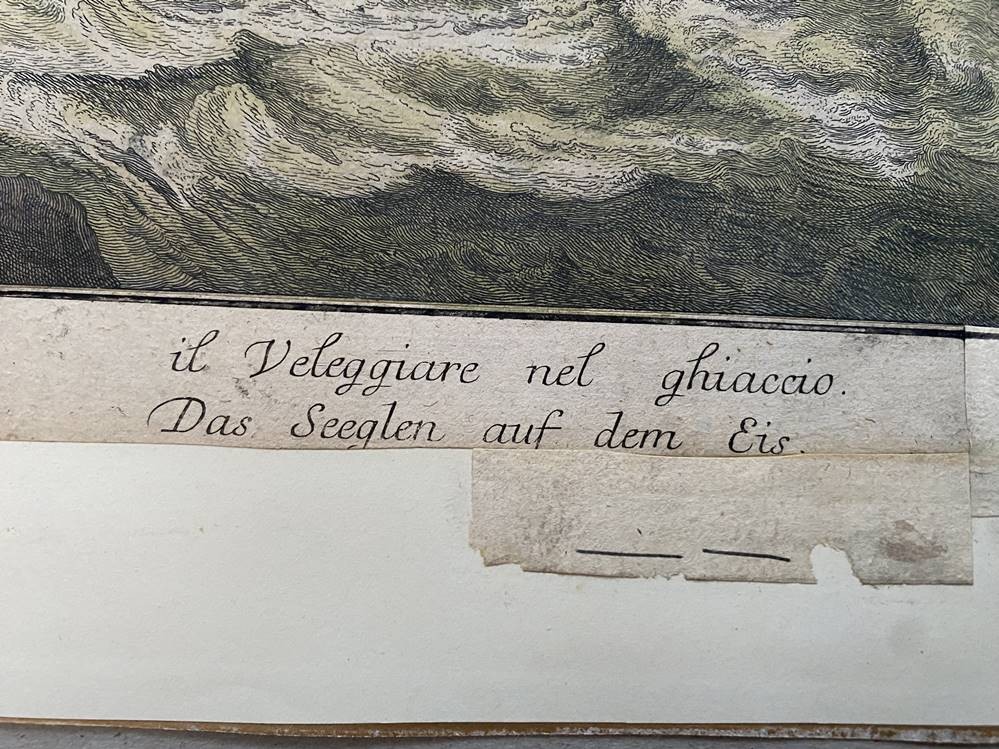 il Veleggiare nel ghiaccio.
Das Seeglen auf dem Eis.